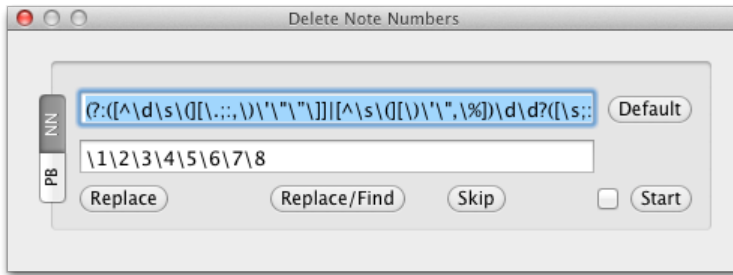 Delete Note Numbers
NN
(?:([^\d\s\(][\.;:,\)\'\"\"\]]|[^\s\(][\)\'\",\%])\d\d?([\s;:
Default
\1\2\3\4\5\6\7\8
PB
Replace
Replace/Find
Skip
Start